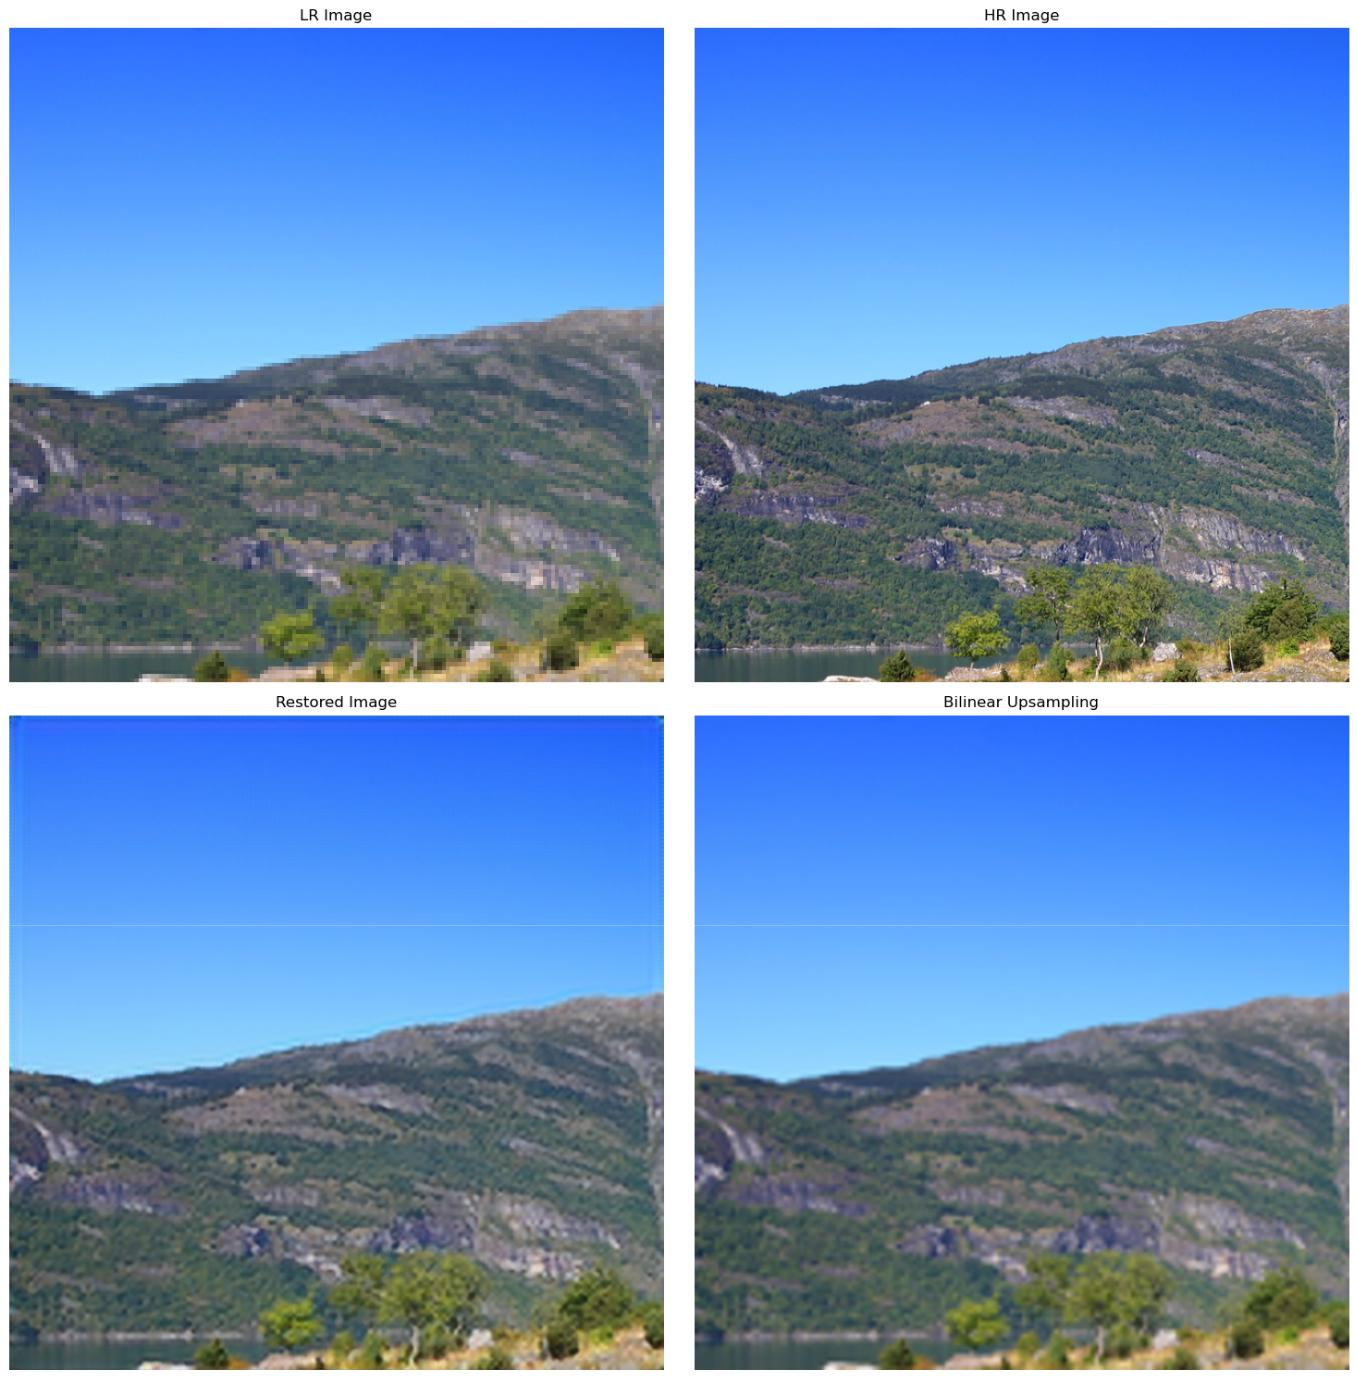 LR Image
HR Image
Restored Image
Bilinear Upsampling